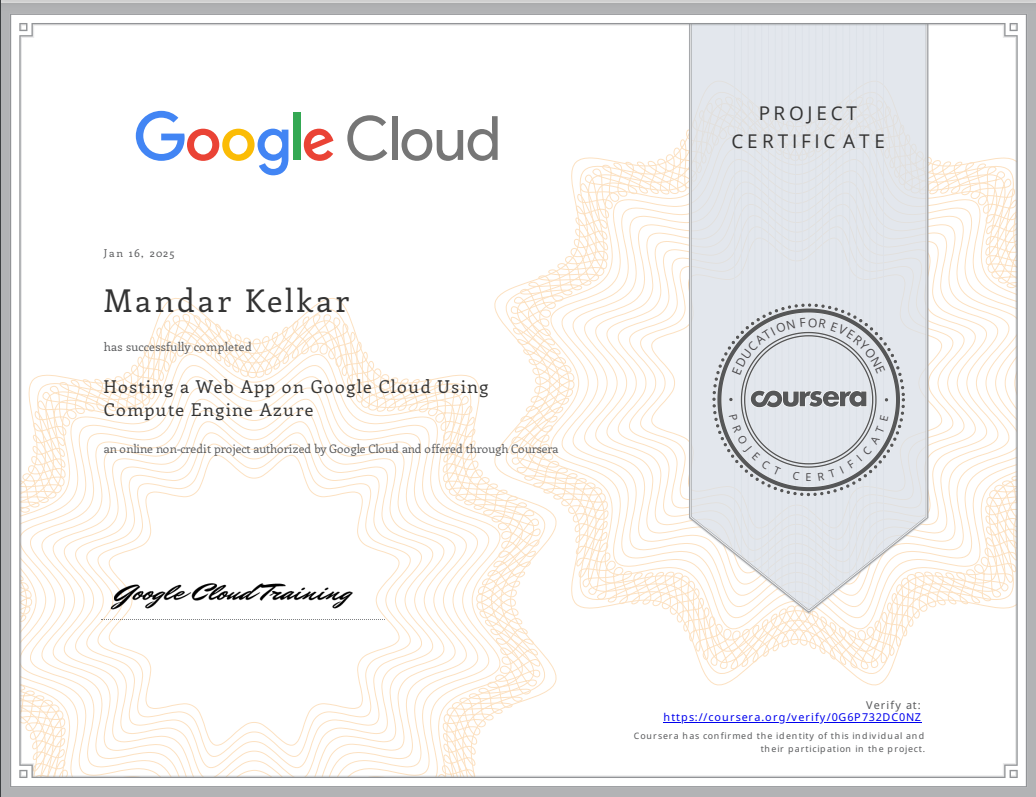 Google Cloud
PROJECT
CERTIFICATE
Jan 16, 2025
Mandar Kelkar
has successfully completed
Hosting a Web App on Google Cloud Using
Compute Engine Azure
an online non-credit project authorized by Google Cloud and offered through Coursera
EDUCATION FOR EVERYONE
coursera
PROJECT CERTIFICATE
Google Cloud Training
Verify at:
https://coursera.org/verify/0G6P732DC0NZ
Coursera has confirmed the identity of this individual and
their participation in the project.